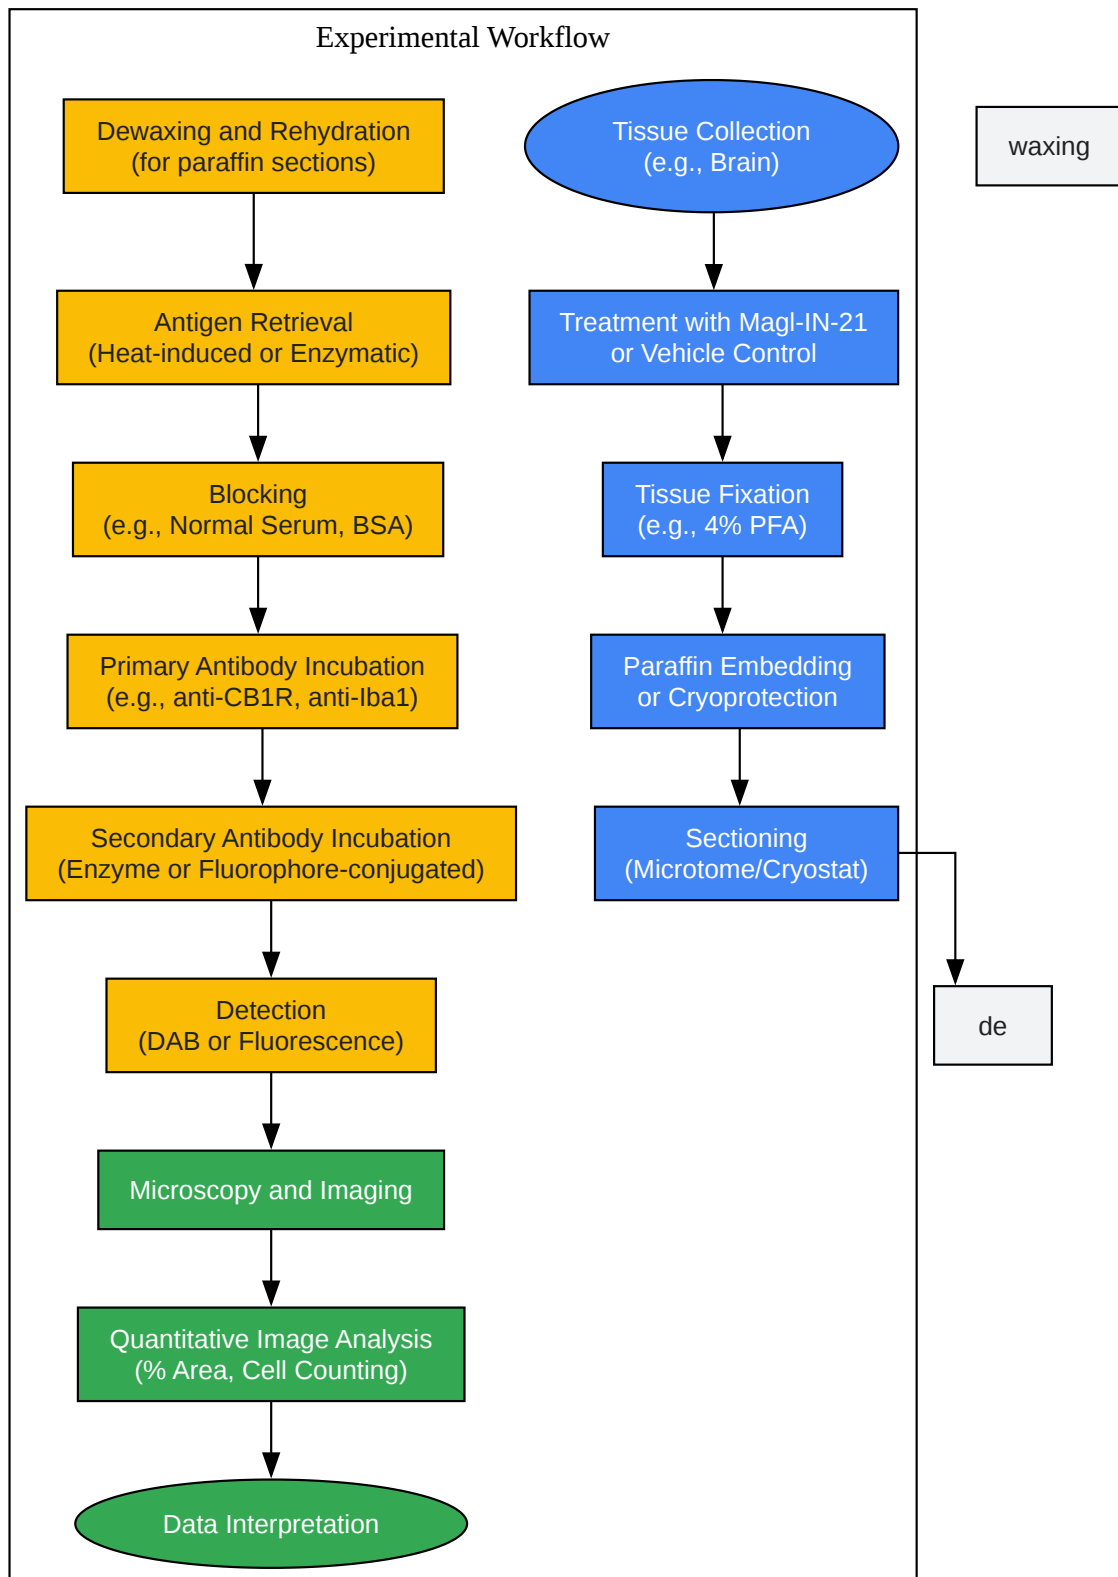 Experimental Workflow
Dewaxing and Rehydration
(for paraffin sections)
Antigen Retrieval
(Heat-induced or Enzymatic)
Blocking
(e.g., Normal Serum, BSA)
Primary Antibody Incubation
(e.g., anti-CB1R, anti-Iba1)
Secondary Antibody Incubation
(Enzyme or Fluorophore-conjugated)
Detection
(DAB or Fluorescence)
Microscopy and Imaging
Quantitative Image Analysis
(% Area, Cell Counting)
Data Interpretation
Tissue Collection
(e.g., Brain)
Treatment with Magl-IN-21
or Vehicle Control
Tissue Fixation
(e.g., 4% PFA)
Paraffin Embedding
or Cryoprotection
Sectioning
(Microtome/Cryostat)
waxing
de